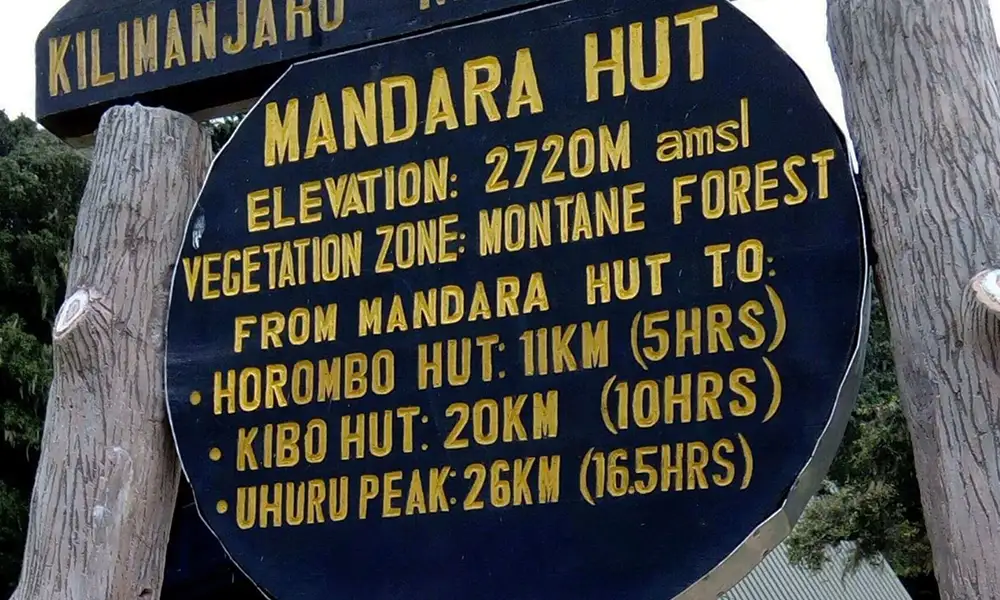 KILIMANJARO
MANDARA HUT
ELEVATION: 2720M amsl
VEGETATION ZONE: MONTANE FOREST
FROM MANDARA HUT TO:
• HOROMBO HUT: 11KM (5HRS)
• KIBO HUT: 20KM (10HRS)
• UHURU PEAK: 26KM (16.5HRS)